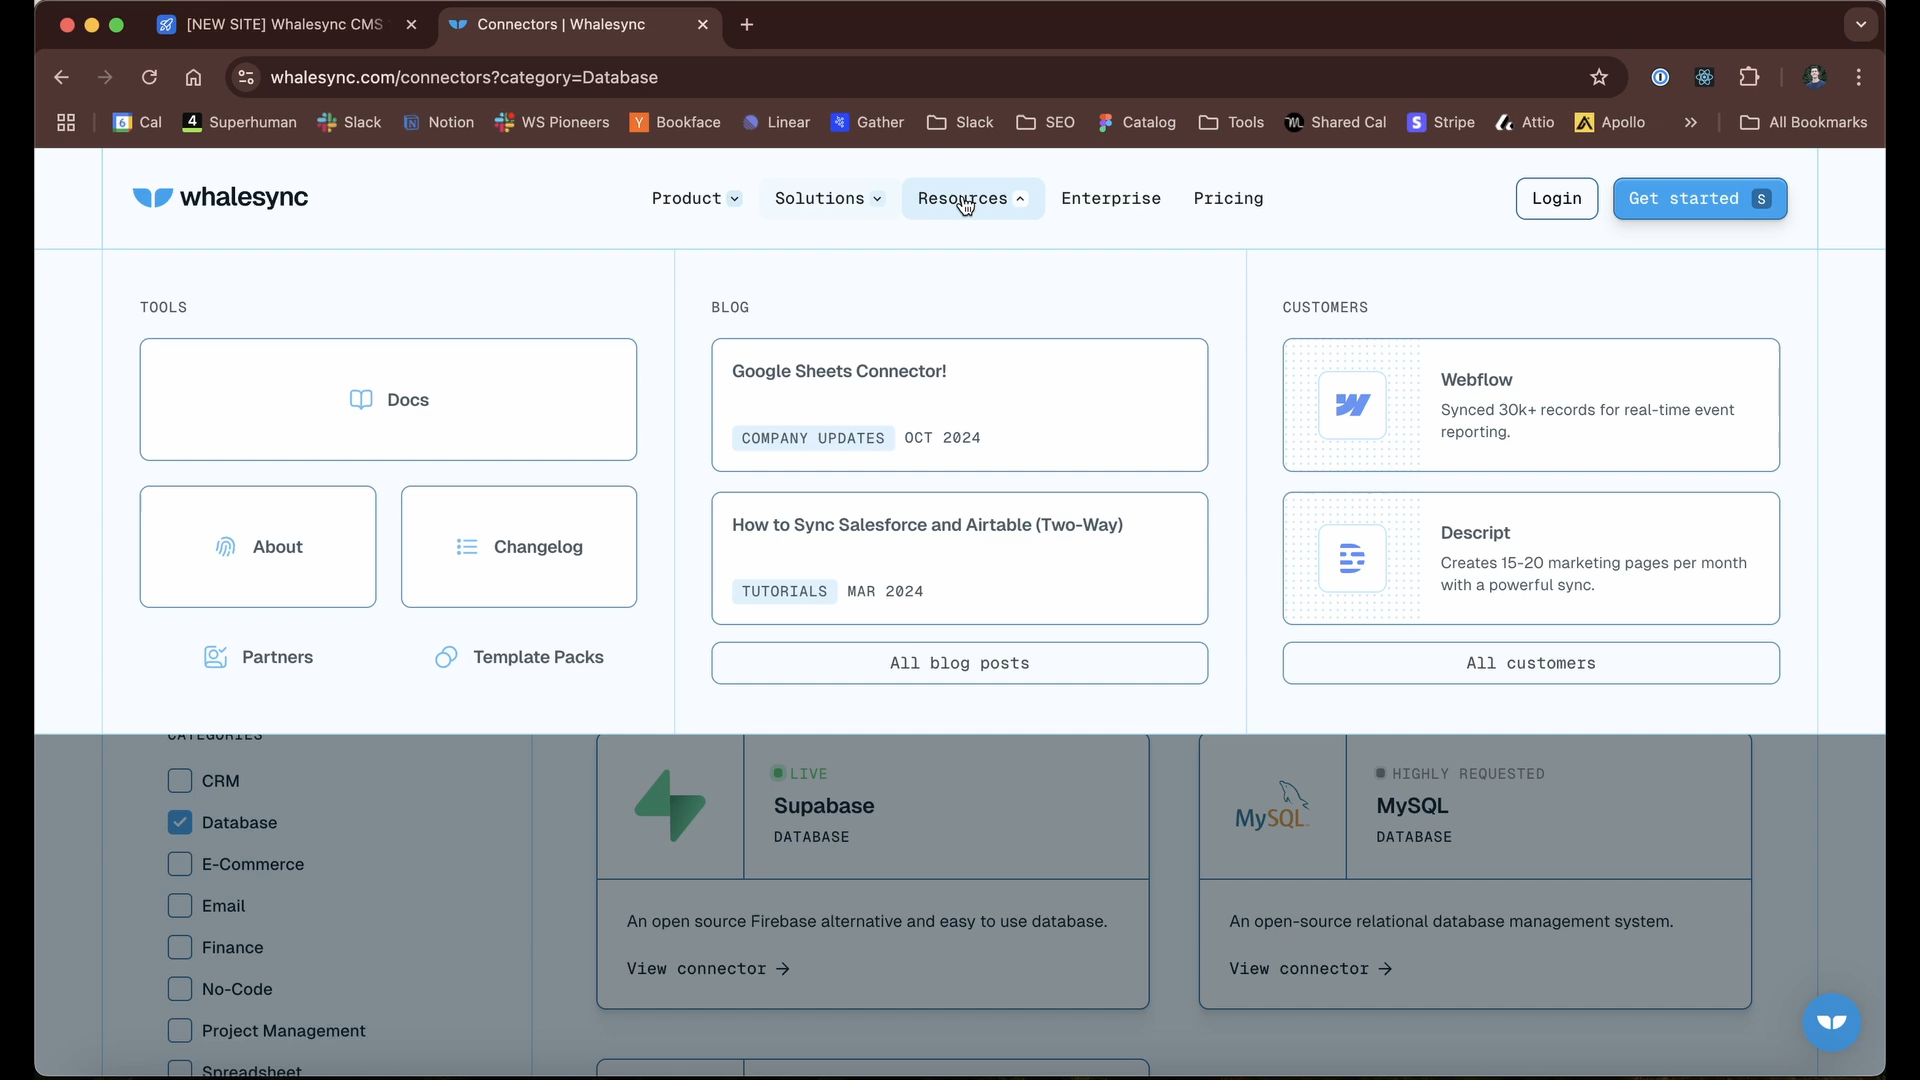 [NEW SITE] Whalesync CMS
Connectors | Whalesync
whalesync.com/connectors?category=Database
6 Cal
4 Superhuman
Slack
Notion
WS Pioneers
Y Bookface
Linear
Gather
Slack
SEO
Catalog
Tools
Shared Cal
S Stripe
Attio
Apollo
All Bookmarks
whalesync
Product
Solutions
Resources
Enterprise
Pricing
Login
Get started S
TOOLS
Docs
About
Changelog
Partners
Template Packs
BLOG
Google Sheets Connector!
COMPANY UPDATES OCT 2024
How to Sync Salesforce and Airtable (Two-Way)
TUTORIALS MAR 2024
All blog posts
CUSTOMERS
Webflow
Synced 30k+ records for real-time event
reporting.
Descript
Creates 15-20 marketing pages per month
with a powerful sync.
All customers
CATEGORIES
CRM
Database
E-Commerce
Email
Finance
No-Code
Project Management
Spreadsheet
LIVE
Supabase
DATABASE
An open source Firebase alternative and easy to use database.
View connector →
MySQL
HIGHLY REQUESTED
MySQL
DATABASE
An open-source relational database management system.
View connector →